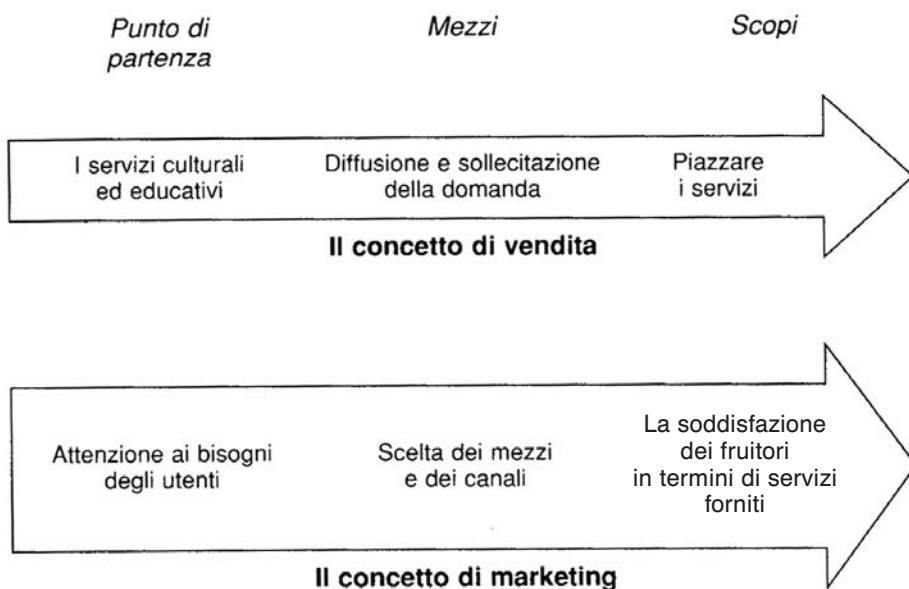 Punto di
partenza
Mezzi
Scopi
I servizi culturali
ed educativi
Diffusione e sollecitazione
della domanda
Piazzare
i servizi
Il concetto di vendita
Attenzione ai bisogni
degli utenti
Scelta dei mezzi
e dei canali
La soddisfazione
dei fruitori
in termini di servizi
forniti
Il concetto di marketing